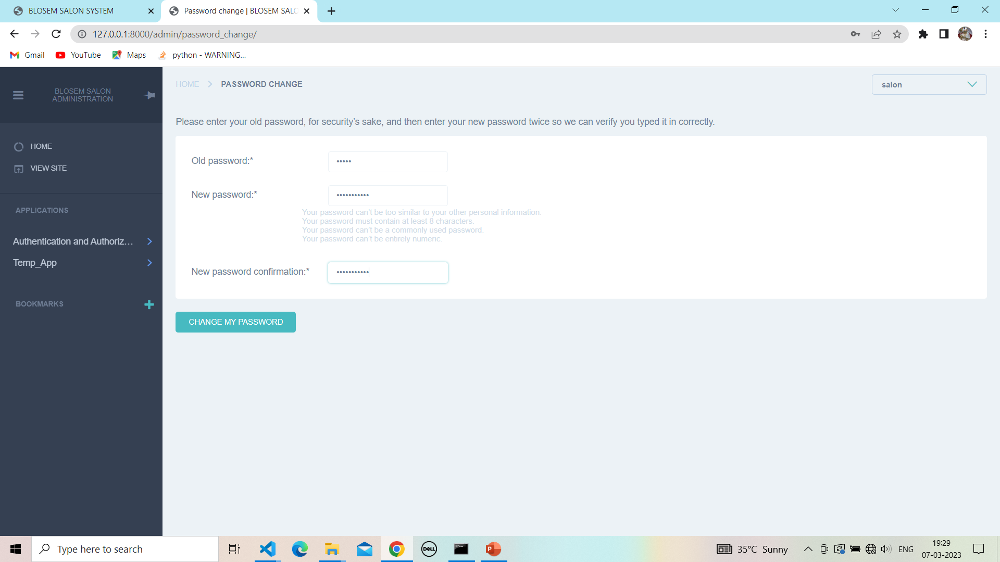 BLOSEM SALON SYSTEM
Password change | BLOSEM SALO
127.0.0.1:8000/admin/password_change/
Gmail
YouTube
Maps
python - WARNING...
BLOSEM SALON
ADMINISTRATION
HOME
VIEW SITE
APPLICATIONS
Authentication and Authoriz...
Temp_App
BOOKMARKS
HOME
PASSWORD CHANGE
salon
Please enter your old password, for security’s sake, and then enter your new password twice so we can verify you typed it in correctly.
Old password:*
•••••
New password:*
•••••••••••
Your password can’t be too similar to your other personal information.
Your password must contain at least 8 characters.
Your password can’t be a commonly used password.
Your password can’t be entirely numeric.
New password confirmation:*
•••••••••••
CHANGE MY PASSWORD
Type here to search
DELL
35°C Sunny
ENG
19:29
07-03-2023